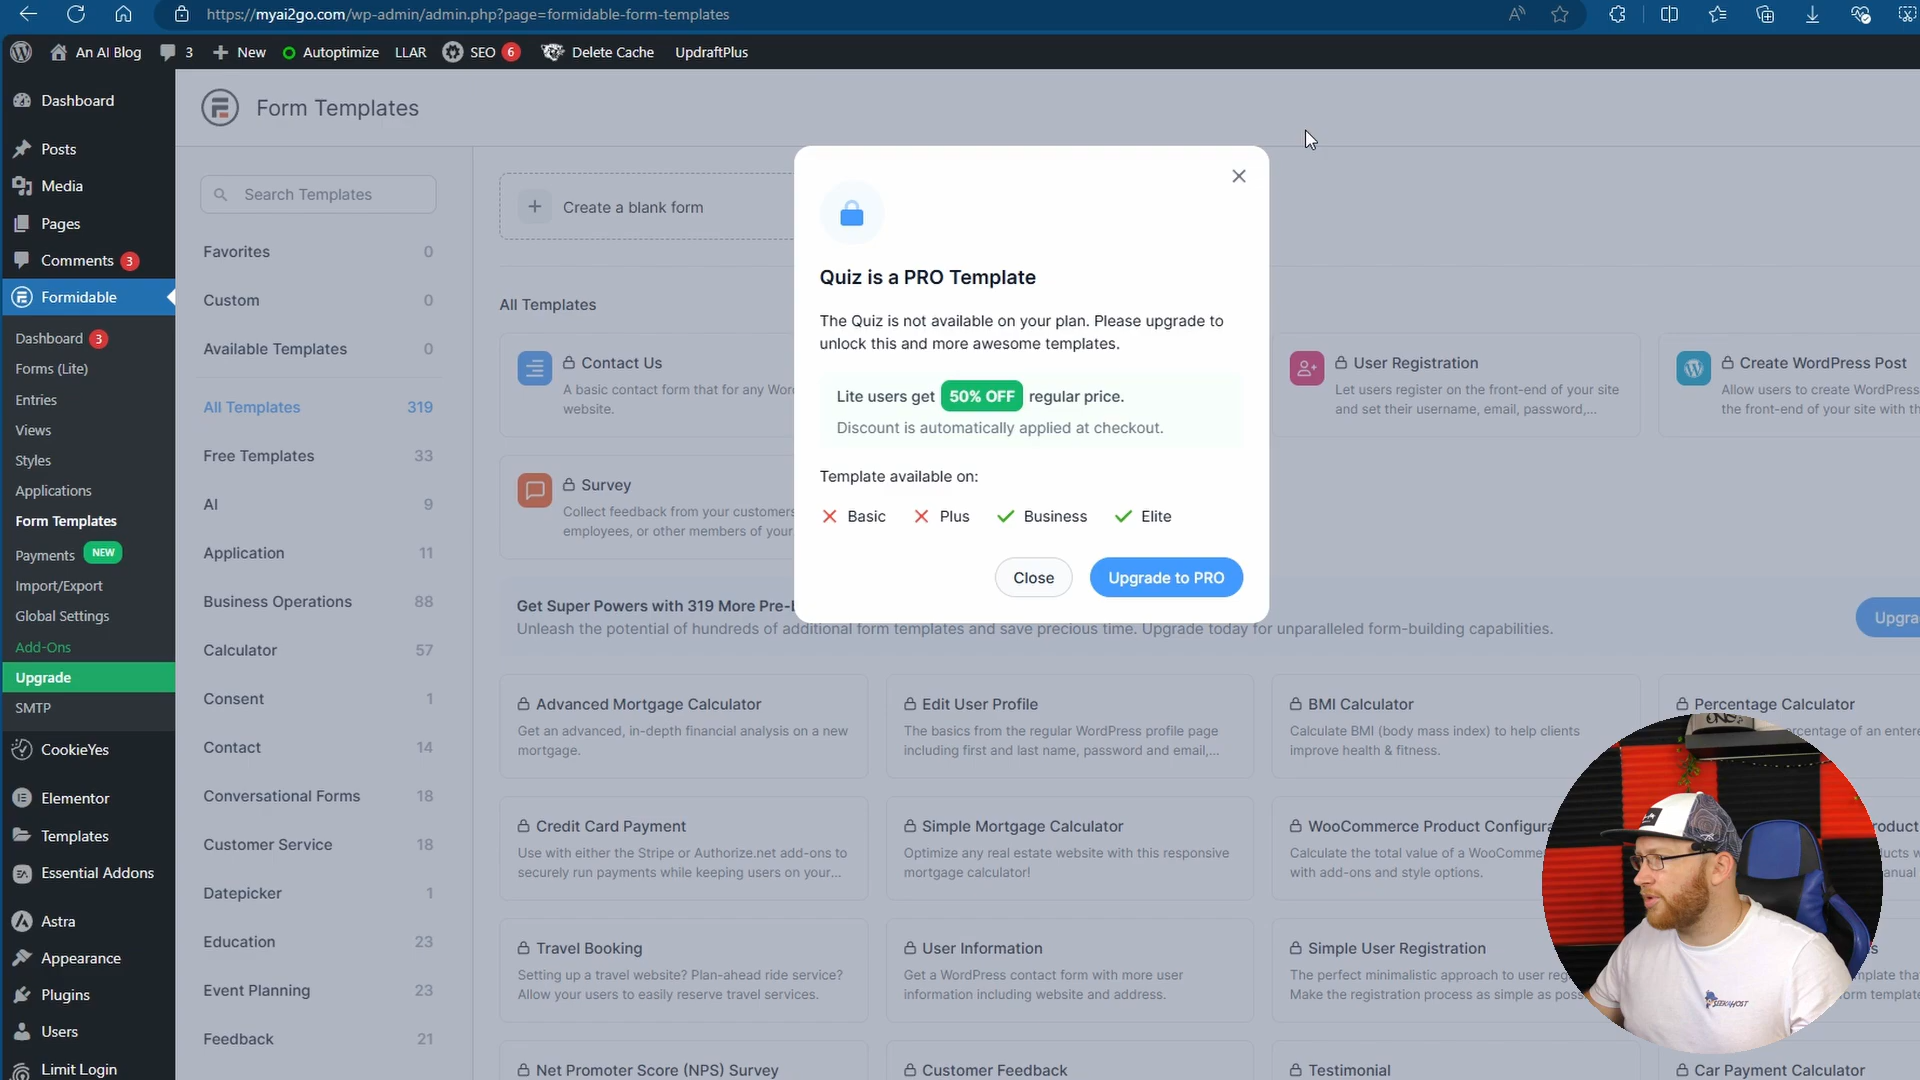 https://myai2go.com/wp-admin/admin.php?page=formidable-form-templates
An AI Blog 3 New Autoptimize LLAR SEO 6 Delete Cache UpdraftPlus
Dashboard
Posts
Media
Pages
Comments 3
Formidable
Dashboard 3
Forms (Lite)
Entries
Views
Styles
Applications
Form Templates
Payments NEW
Import/Export
Global Settings
Add-Ons
Upgrade
SMTP
CookieYes
Elementor
Templates
Essential Addons
Astra
Appearance
Plugins
Users
Limit Login
Form Templates
Search Templates
Favorites 0
Custom 0
Available Templates 0
All Templates 319
Free Templates 33
AI 9
Application 11
Business Operations 88
Calculator 57
Consent 1
Contact 14
Conversational Forms 18
Customer Service 18
Datepicker 1
Education 23
Event Planning 23
Feedback 21
Create a blank form
All Templates
Contact Us
A basic contact form that for any
website.
User Registration
Let users register on the front-end of your site
and set their username, email, password,...
Create WordPress Post
Allow users to create WordPress
the front-end of your site with
Survey
Collect feedback from your customers
employees, or other members of your
Quiz is a PRO Template
The Quiz is not available on your plan. Please upgrade to
unlock this and more awesome templates.
Lite users get 50% OFF regular price.
Discount is automatically applied at checkout.
Template available on:
Basic Plus Business Elite
Close Upgrade to PRO
Get Super Powers with 319 More
Unleash the potential of hundreds of additional form templates and save precious time. Upgrade today for unparalleled form-building capabilities.
Advanced Mortgage Calculator
Get an advanced, in-depth financial analysis on a new
mortgage.
Edit User Profile
The basics from the regular WordPress profile page
including first and last name, password and email,...
BMI Calculator
Calculate BMI (body mass index) to help clients
improve health & fitness.
Percentage Calculator
of an
Credit Card Payment
Use with either the Stripe or Authorize.net add-ons to
securely run payments while keeping users on your...
Simple Mortgage Calculator
Optimize any real estate website with this responsive
mortgage calculator!
WooCommerce Product
Calculate the total value of a
with add-ons and style options.
Travel Booking
Setting up a travel website? Plan-ahead ride service?
Allow your users to easily reserve travel services.
User Information
Get a WordPress contact form with more user
information including website and address.
Simple User Registration
The perfect minimalistic approach to user
Make the registration process as simple as
Net Promoter Score (NPS) Survey
Customer Feedback
Testimonial
Car Payment Calculator
SEEKAHOST